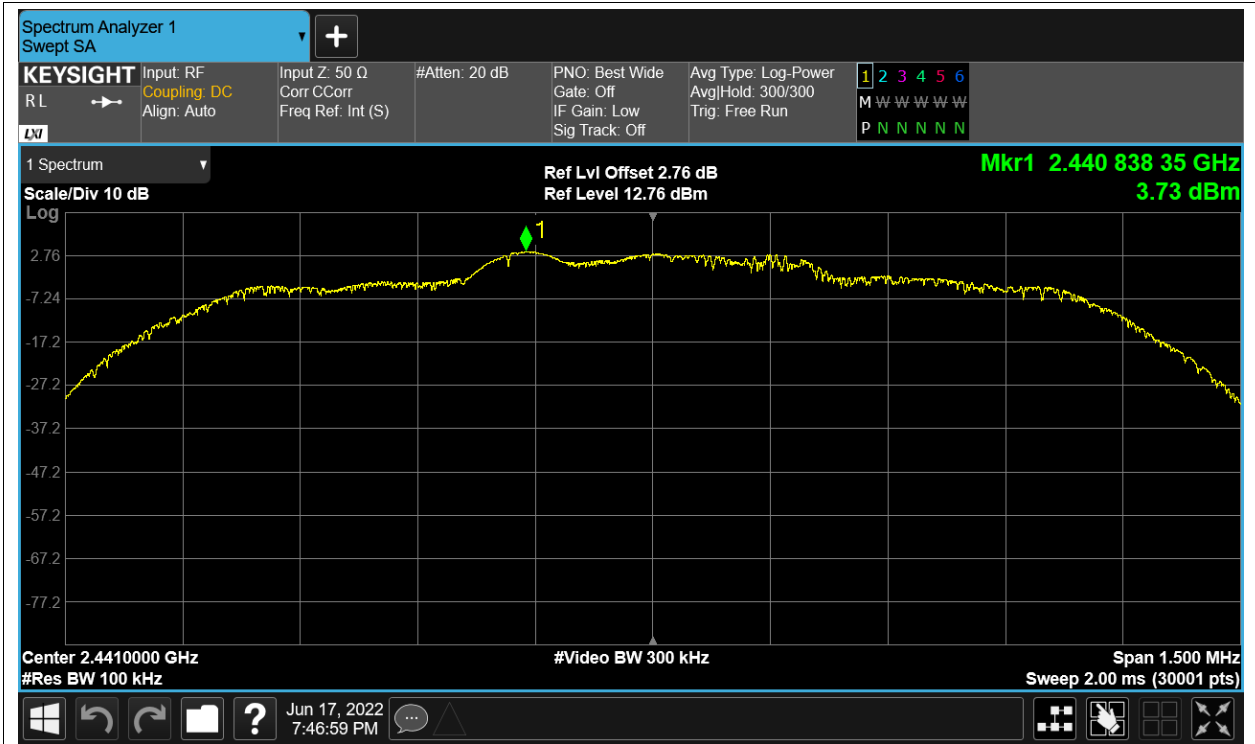 Spectrum Analyzer 1
Swept SA
KEYSIGHT
R L
LXI
Input: RF
Coupling: DC
Align: Auto
Input Z: 50 Ω
Corr CCorr
Freq Ref: Int (S)
#Atten: 20 dB
PNO: Best Wide
Gate: Off
IF Gain: Low
Sig Track: Off
Avg Type: Log-Power
Avg|Hold: 300/300
Trig: Free Run
1 2 3 4 5 6
M W W W W W
P N N N N N
1 Spectrum
Scale/Div 10 dB
Log
Ref Lvl Offset 2.76 dB
Ref Level 12.76 dBm
Mkr1 2.440 838 35 GHz
3.73 dBm
1
2.76
-7.24
-17.2
-27.2
-37.2
-47.2
-57.2
-67.2
-77.2
Center 2.4410000 GHz
#Res BW 100 kHz
#Video BW 300 kHz
Span 1.500 MHz
Sweep 2.00 ms (30001 pts)
?
Jun 17, 2022
7:46:59 PM